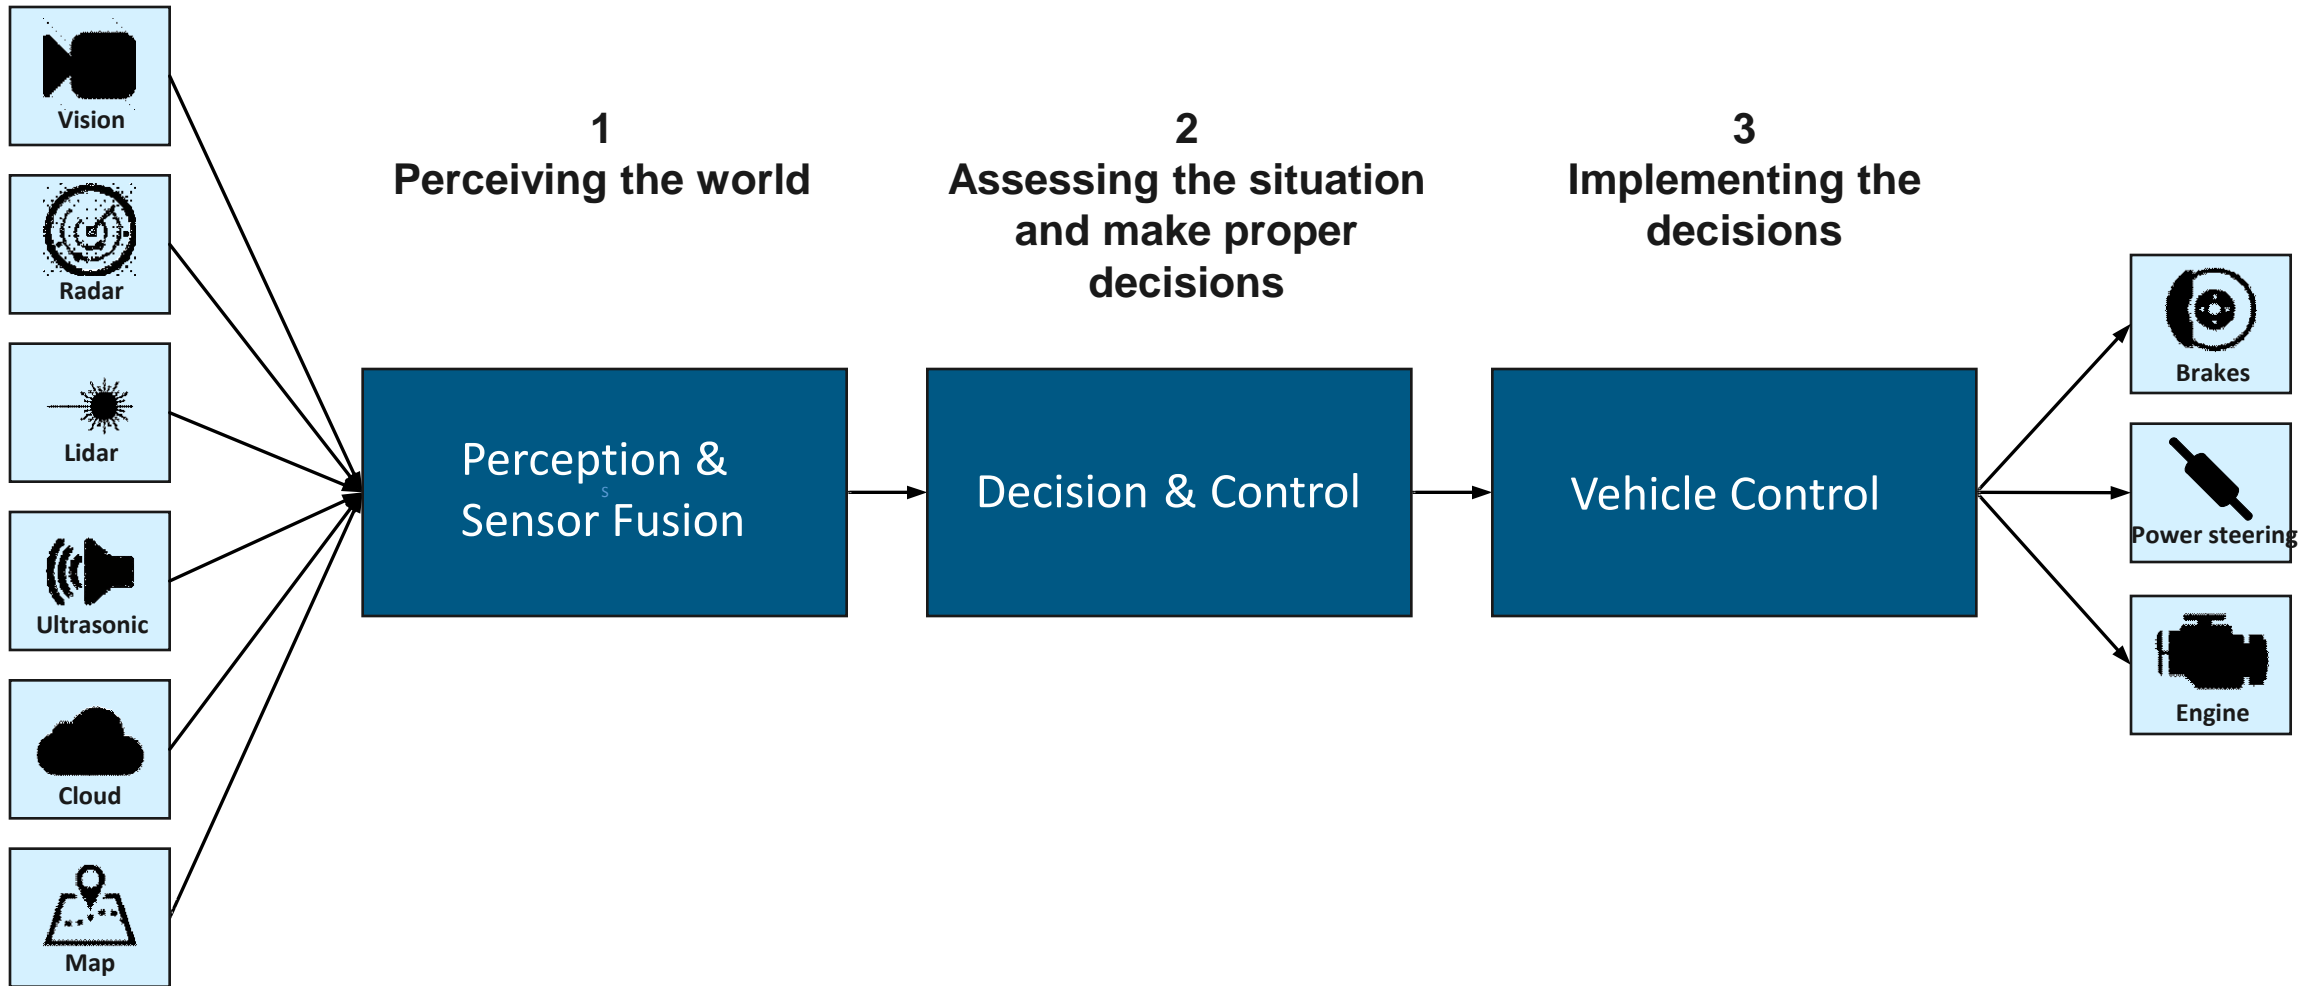 Vision
Radar
Lidar
Ultrasonic
Cloud
Map
1
Perceiving the world
Perception &
s
Sensor Fusion
2
Assessing the situation
and make proper
decisions
Decision & Control
3
Implementing the
decisions
Vehicle Control
Brakes
Power steering
Engine